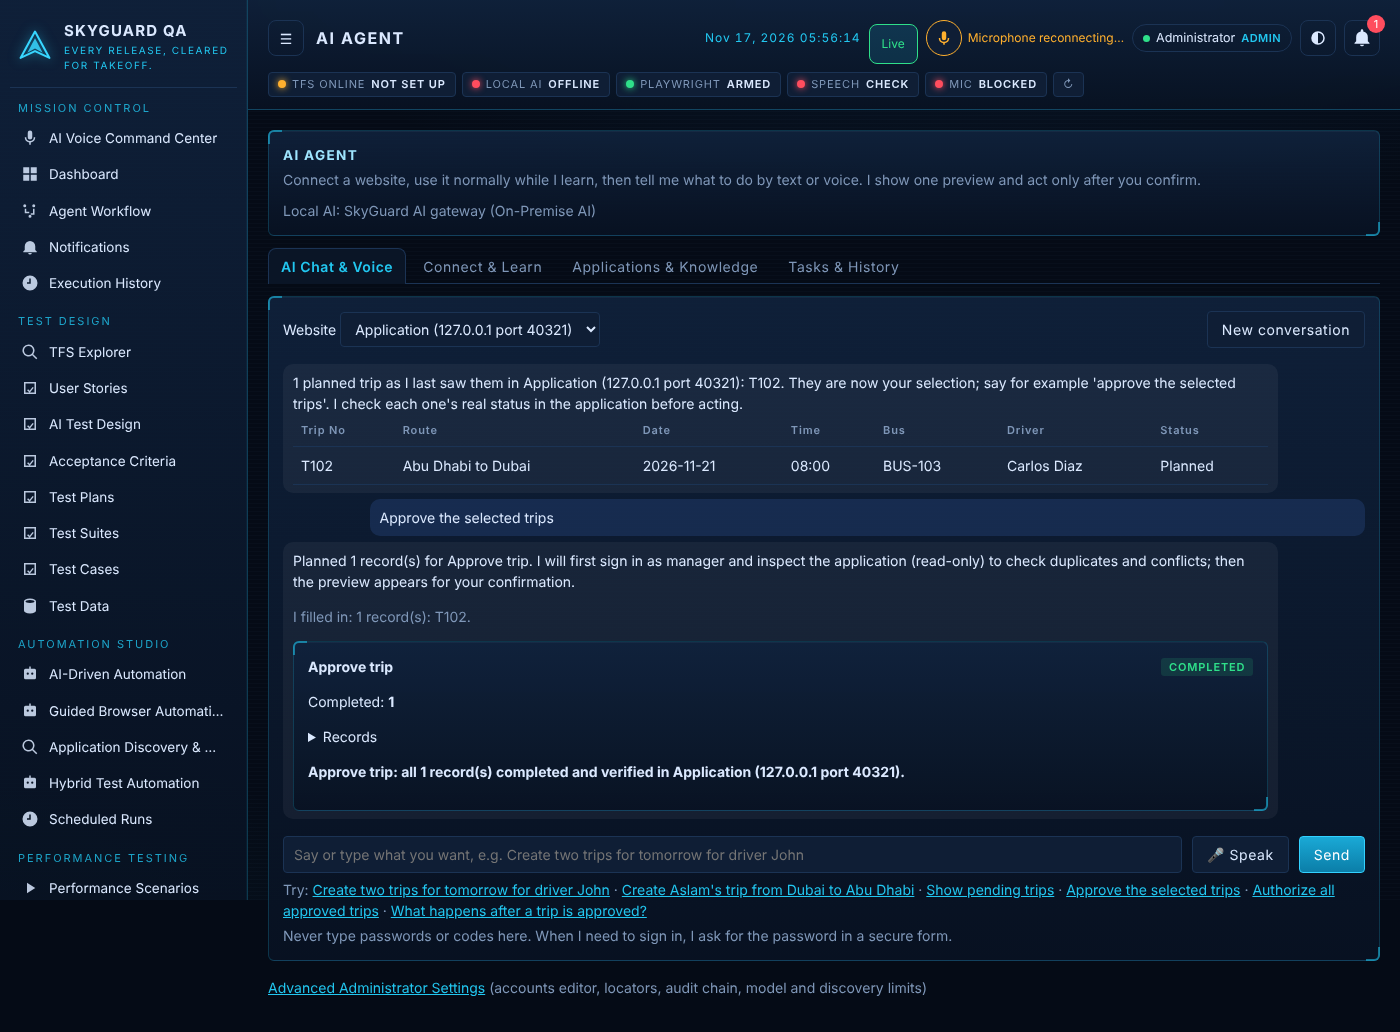 SKYGUARD QA
EVERY RELEASE, CLEARED
FOR TAKEOFF.
MISSION CONTROL
AI Voice Command Center
Dashboard
Agent Workflow
Notifications
Execution History
TEST DESIGN
TFS Explorer
User Stories
AI Test Design
Acceptance Criteria
Test Plans
Test Suites
Test Cases
Test Data
AUTOMATION STUDIO
AI-Driven Automation
Guided Browser Automati...
Application Discovery & ...
Hybrid Test Automation
Scheduled Runs
PERFORMANCE TESTING
Performance Scenarios
AI AGENT
Nov 17, 2026 05:56:14
Live
Microphone reconnecting...
Administrator ADMIN
1
TFS ONLINE NOT SET UP
LOCAL AI OFFLINE
PLAYWRIGHT ARMED
SPEECH CHECK
MIC BLOCKED
AI AGENT
Connect a website, use it normally while I learn, then tell me what to do by text or voice. I show one preview and act only after you confirm.
Local AI: SkyGuard AI gateway (On-Premise AI)
AI Chat & Voice
Connect & Learn
Applications & Knowledge
Tasks & History
Website Application (127.0.0.1 port 40321)
New conversation
1 planned trip as I last saw them in Application (127.0.0.1 port 40321): T102. They are now your selection; say for example 'approve the selected
trips'. I check each one's real status in the application before acting.
Trip No Route Date Time Bus Driver Status
T102 Abu Dhabi to Dubai 2026-11-21 08:00 BUS-103 Carlos Diaz Planned
Approve the selected trips
Planned 1 record(s) for Approve trip. I will first sign in as manager and inspect the application (read-only) to check duplicates and conflicts; then
the preview appears for your confirmation.
I filled in: 1 record(s): T102.
Approve trip
COMPLETED
Completed: 1
Records
Approve trip: all 1 record(s) completed and verified in Application (127.0.0.1 port 40321).
Say or type what you want, e.g. Create two trips for tomorrow for driver John
Speak
Send
Try: Create two trips for tomorrow for driver John · Create Aslam's trip from Dubai to Abu Dhabi · Show pending trips · Approve the selected trips · Authorize all
approved trips · What happens after a trip is approved?
Never type passwords or codes here. When I need to sign in, I ask for the password in a secure form.
Advanced Administrator Settings (accounts editor, locators, audit chain, model and discovery limits)